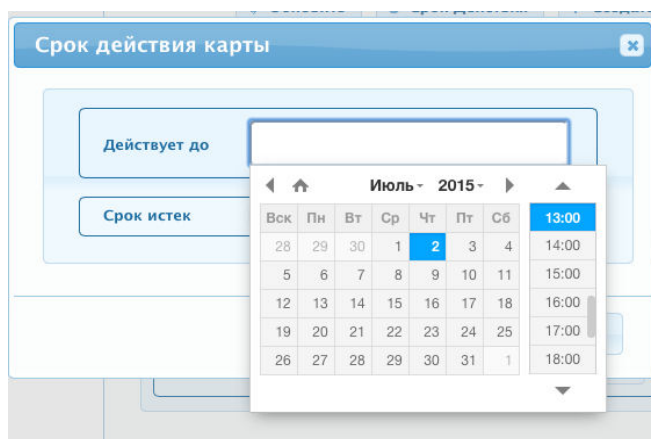 Срок действия карты
Действует до
Срок истек
Июль 2015
Вск Пн Вт Ср Чт Пт Сб
28 29 30 1 2 3 4
5 6 7 8 9 10 11
12 13 14 15 16 17 18
19 20 21 22 23 24 25
26 27 28 29 30 31 1
13:00
14:00
15:00
16:00
17:00
18:00